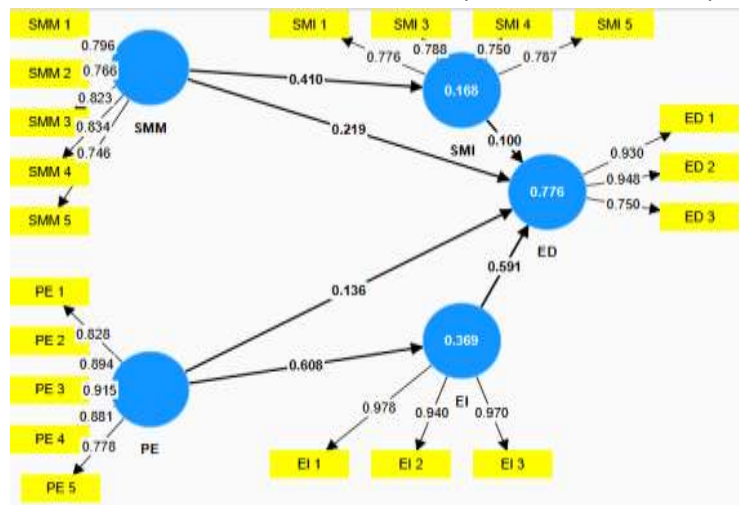 SMM 1
SMI 1
SMI 3
SMI 4
SMI 5
0.796
0.776
0.788
0.750
0.787
SMM 2
0.766
0.823
0.410
0.168
SMM 3
0.834
SMM
0.219
SMI
0.100
ED 1
0.746
0.930
SMM 4
0.948
ED 2
0.776
0.750
SMM 5
ED 3
ED
0.591
PE 1
0.136
0.828
PE 2
0.369
0.894
0.608
PE 3
0.915
0.881
0.978
EI
0.940
0.970
PE 4
0.778
PE
EI 1
EI 2
EI 3
PE 5